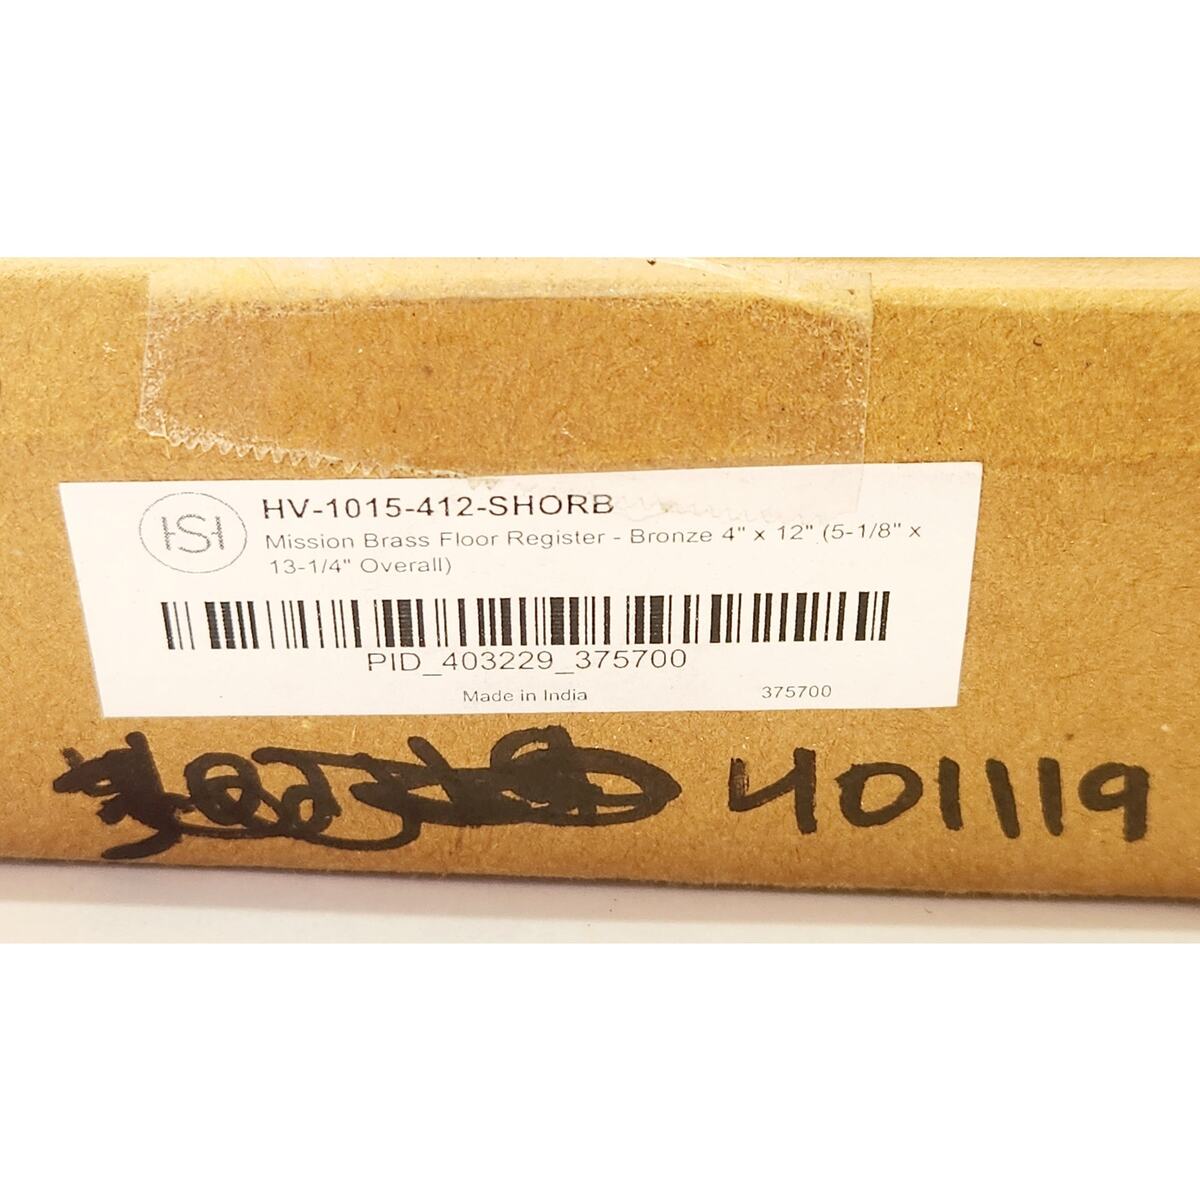 HSH
HV-1015-412-SHORB
Mission Brass Floor Register - Bronze 4" x 12" (5-1/8" x
13-1/4" Overall)
PID_403229_375700
Made in India 375700
401119